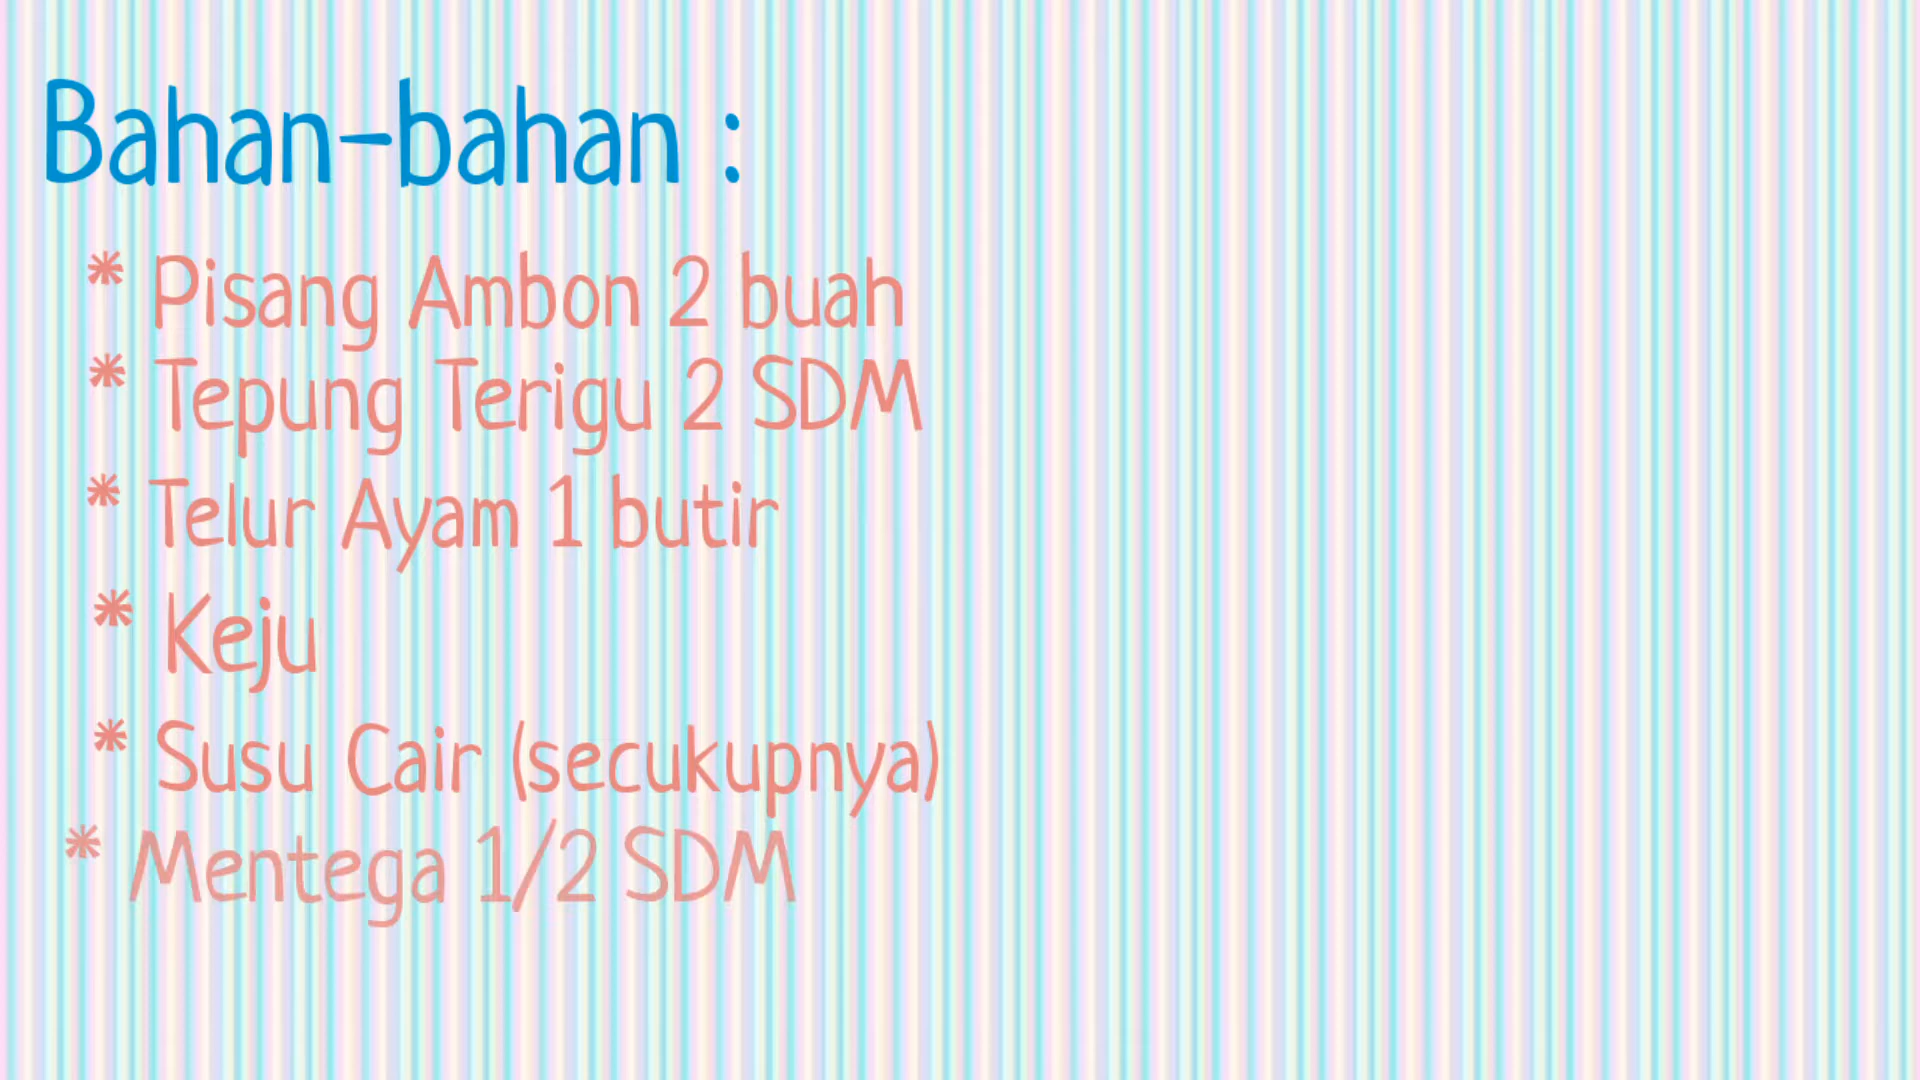 Bahan-bahan :
* Pisang Ambon 2 buah
* Tepung Terigu 2 SDM
* Telur Ayam 1 butir
* Keju
* Susu Cair (secukupnya)
* Mentega 1/2 SDM